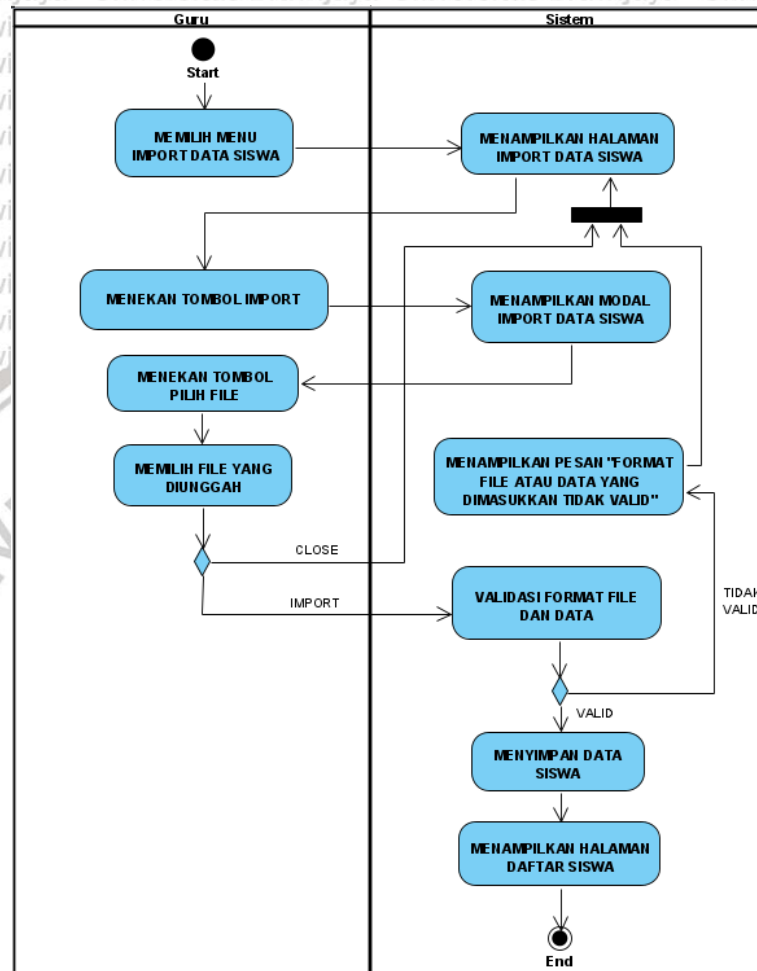 Guru
Sistem
Start
MEMILIH MENU
IMPORT DATA SISWA
MENAMPILKAN HALAMAN
IMPORT DATA SISWA
MENEKAN TOMBOL IMPORT
MENAMPILKAN MODAL
IMPORT DATA SISWA
MENEKAN TOMBOL
PILIH FILE
MEMILIH FILE YANG
DIUNGGAH
MENAMPILKAN PESAN "FORMAT
FILE ATAU DATA YANG
DIMASUKKAN TIDAK VALID"
CLOSE
IMPORT
VALIDASI FORMAT FILE
DAN DATA
TIDAK
VALID
VALID
MENYIMPAN DATA
SISWA
MENAMPILKAN HALAMAN
DAFTAR SISWA
End